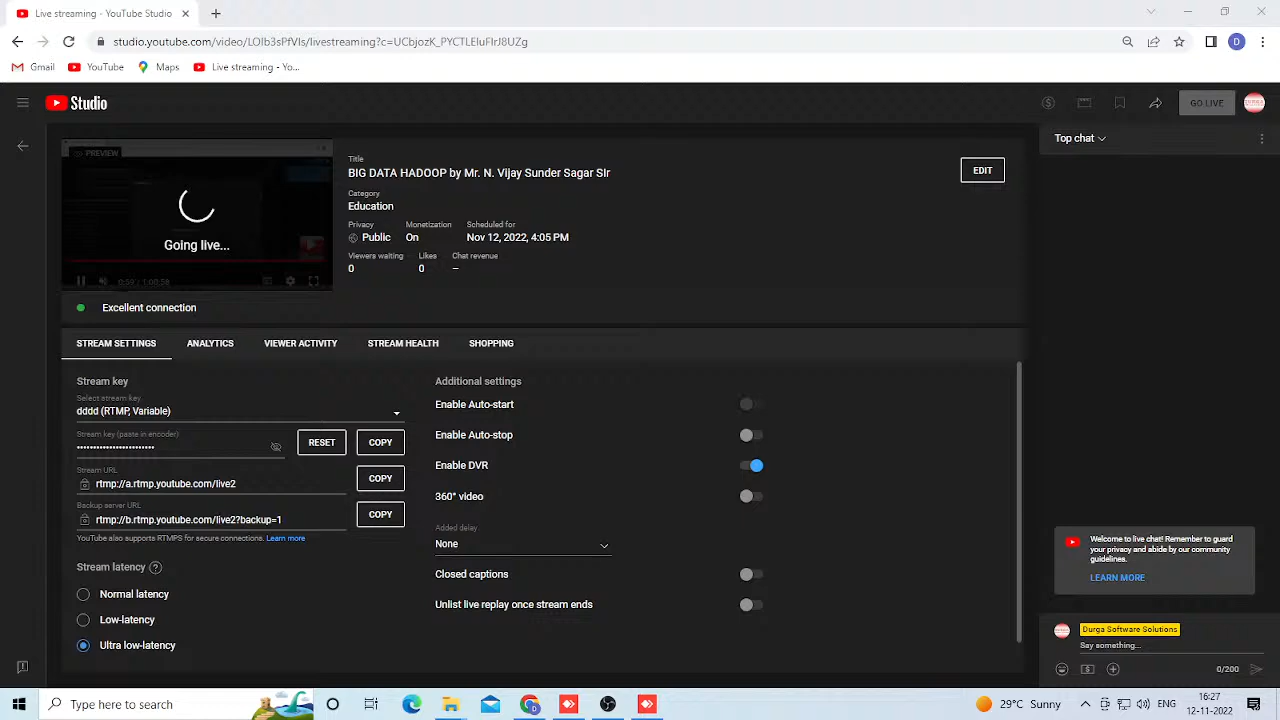 Live streaming - YouTube Studio
studio.youtube.com/video/LOIb3sPfVIs/livestreaming?c=UCbjozK_PYCTLEluFIrJ8UZg
D
Gmail
YouTube
Maps
Live streaming - Yo...
Studio
GO LIVE
PREVIEW
Going live...
0:59 / 1:00:58
Title
BIG DATA HADOOP by Mr. N. Vijay Sunder Sagar SIr
EDIT
Category
Education
Privacy
Monetization
Scheduled for
Public
On
Nov 12, 2022, 4:05 PM
Viewers waiting
Likes
Chat revenue
0
0
–
Excellent connection
STREAM SETTINGS
ANALYTICS
VIEWER ACTIVITY
STREAM HEALTH
SHOPPING
Stream key
Select stream key
dddd (RTMP, Variable)
Stream key (paste in encoder)
RESET
COPY
Stream URL
rtmp://a.rtmp.youtube.com/live2
COPY
Backup server URL
rtmp://b.rtmp.youtube.com/live2?backup=1
COPY
YouTube also supports RTMPS for secure connections. Learn more
Stream latency
Normal latency
Low-latency
Ultra low-latency
Additional settings
Enable Auto-start
Enable Auto-stop
Enable DVR
360° video
Added delay
None
Closed captions
Unlist live replay once stream ends
Top chat
Welcome to live chat! Remember to guard
your privacy and abide by our community
guidelines.
LEARN MORE
Durga Software Solutions
Say something...
0/200
Type here to search
D
29°C Sunny
ENG
16:27
12-11-2022